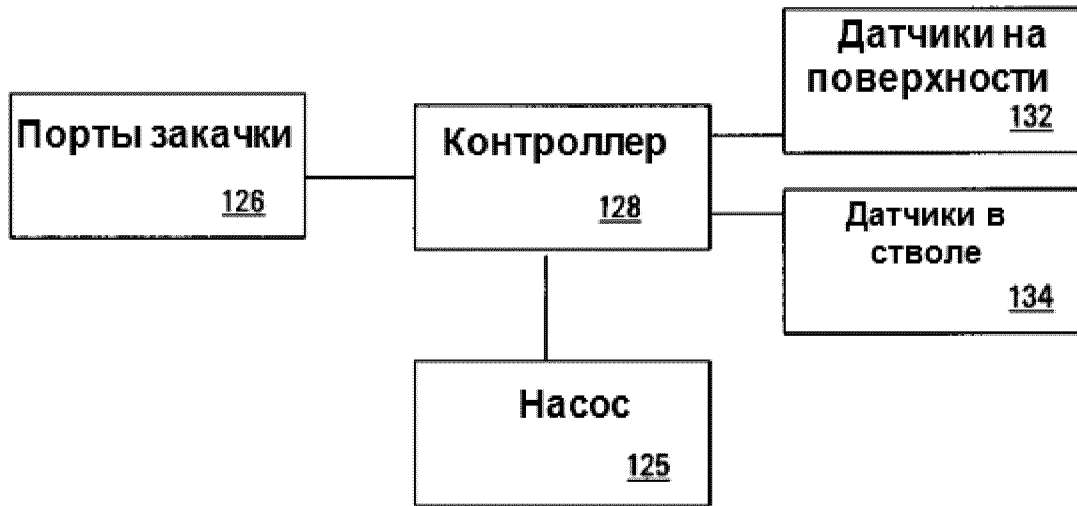 Датчики на
поверхности
132
Порты закачки
126
Контроллер
128
Датчики в
стволе
134
Насос
125